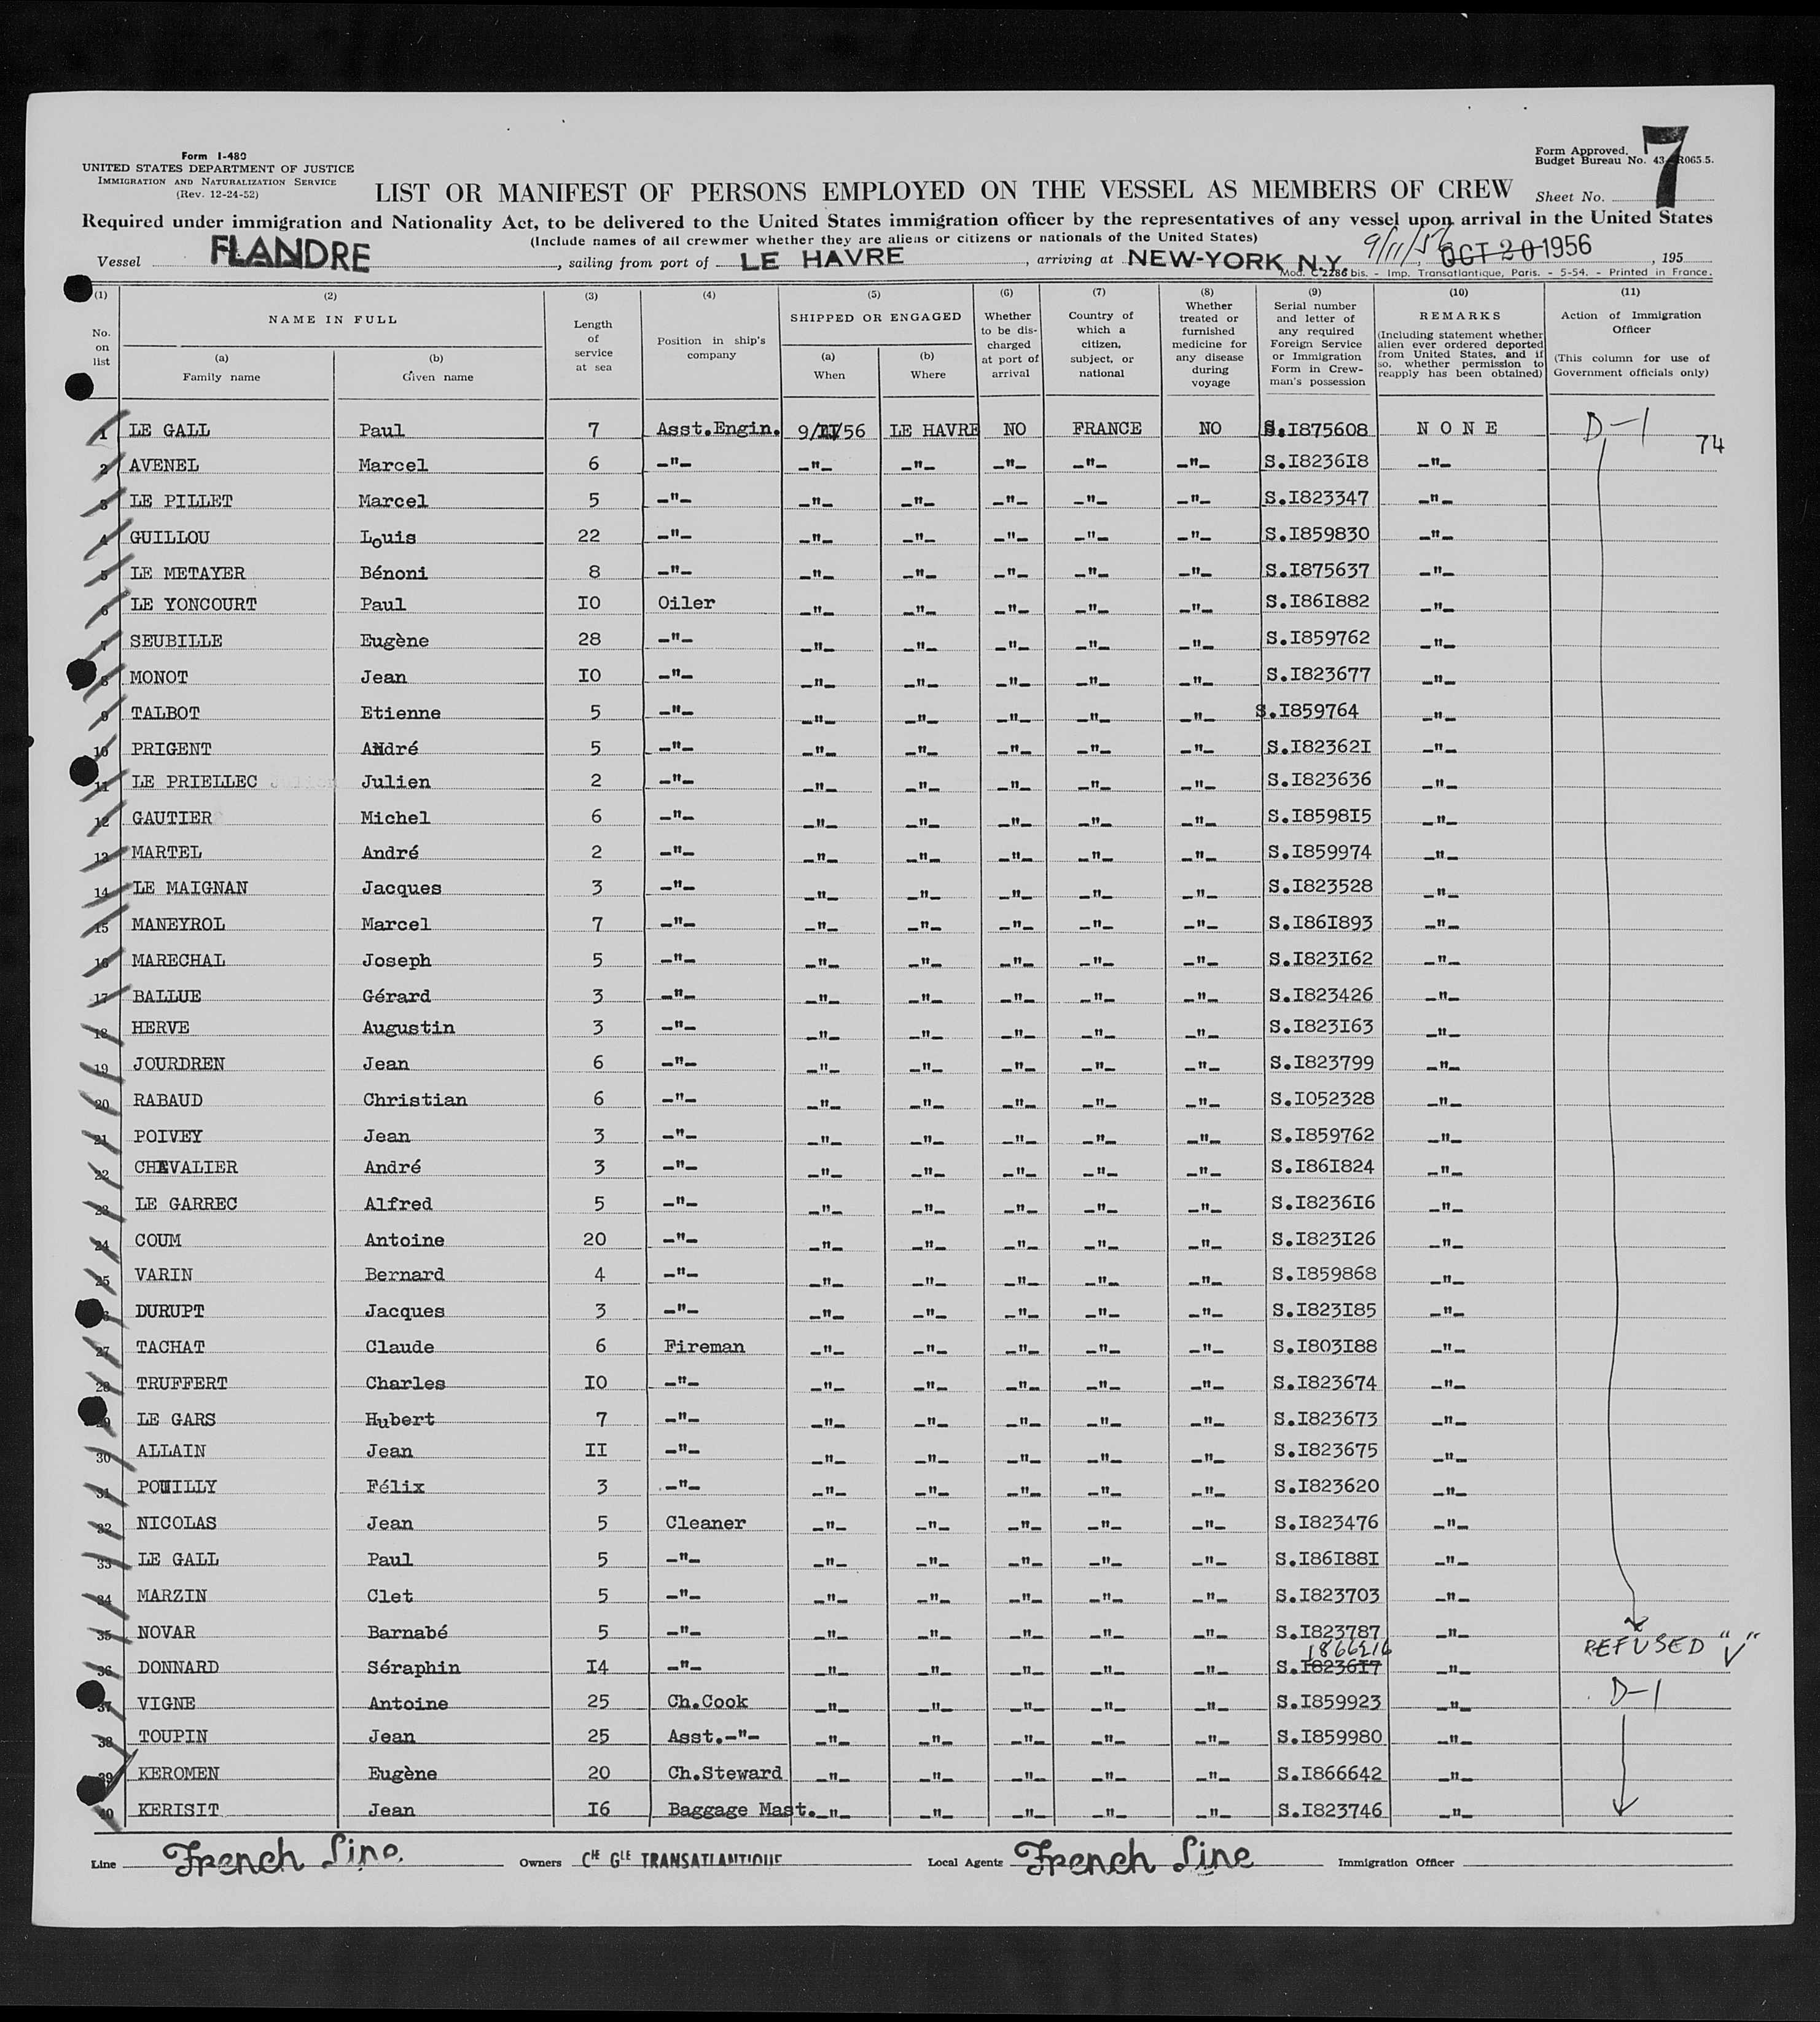 Form I-480
UNITED STATES DEPARTMENT OF JUSTICE
IMMIGRATION AND NATURALIZATION SERVICE
(Rev. 12-24-52)
LIST OR MANIFEST OF PERSONS EMPLOYED ON THE VESSEL AS MEMBERS OF CREW
Form Approved.
Budget Bureau No. 43-R065.5.
Sheet No. 7
Required under immigration and Nationality Act, to be delivered to the United States immigration officer by the representatives of any vessel upon arrival in the United States
(Include names of all crewmer whether they are aliens or citizens or nationals of the United States)
Vessel FLANDRE, sailing from port of LE HAVRE, arriving at NEW-YORK N.Y. 9/11/56 OCT 20 1956, 195
Mod. C 2286 bis. - Imp. Transatlantique, Paris. - 5-54. - Printed in France.
(1) No. on list (2) NAME IN FULL (a) Family name (b) Given name (3) Length of service at sea (4) Position in ship's company (5) SHIPPED OR ENGAGED (a) When (b) Where (6) Whether to be discharged at port of arrival (7) Country of which a citizen, subject, or national (8) Whether treated or furnished medicine for any disease during voyage (9) Serial number and letter of any required Foreign Service or Immigration Form in Crewman's possession (10) REMARKS (Including statement whether alien ever ordered deported from United States, and if so, whether permission to reapply has been obtained) (11) Action of Immigration Officer (This column for use of Government officials only)
1 LE GALL Paul 7 Asst.Engin. 9/11/56 LE HAVRE NO FRANCE NO S.I875608 N O N E D-1 74
2 AVENEL Marcel 6 -"- -"- -"- -"- -"- -"- S.I8236I8 -"-
3 LE PILLET Marcel 5 -"- -"- -"- -"- -"- -"- S.I823347 -"-
4 GUILLOU Louis 22 -"- -"- -"- -"- -"- -"- S.I859830 -"-
5 LE METAYER Bénoni 8 -"- -"- -"- -"- -"- -"- S.I875637 -"-
6 LE YONCOURT Paul I0 Oiler -"- -"- -"- -"- -"- S.I86I882 -"-
7 SEUBILLE Eugène 28 -"- -"- -"- -"- -"- -"- S.I859762 -"-
8 MONOT Jean I0 -"- -"- -"- -"- -"- -"- S.I823677 -"-
9 TALBOT Etienne 5 -"- -"- -"- -"- -"- -"- S.I859764 -"-
10 PRIGENT André 5 -"- -"- -"- -"- -"- -"- S.I82362I -"-
11 LE PRIELLEC Julien 2 -"- -"- -"- -"- -"- -"- S.I823636 -"-
12 GAUTIER Michel 6 -"- -"- -"- -"- -"- -"- S.I8598I5 -"-
13 MARTEL André 2 -"- -"- -"- -"- -"- -"- S.I859974 -"-
14 LE MAIGNAN Jacques 3 -"- -"- -"- -"- -"- -"- S.I823528 -"-
15 MANEYROL Marcel 7 -"- -"- -"- -"- -"- -"- S.I86I893 -"-
16 MARECHAL Joseph 5 -"- -"- -"- -"- -"- -"- S.I823I62 -"-
17 BALLUE Gérard 3 -"- -"- -"- -"- -"- -"- S.I823426 -"-
18 HERVE Augustin 3 -"- -"- -"- -"- -"- -"- S.I823I63 -"-
19 JOURDREN Jean 6 -"- -"- -"- -"- -"- -"- S.I823799 -"-
20 RABAUD Christian 6 -"- -"- -"- -"- -"- -"- S.I052328 -"-
21 POIVEY Jean 3 -"- -"- -"- -"- -"- -"- S.I859762 -"-
22 CHEVALIER André 3 -"- -"- -"- -"- -"- -"- S.I86I824 -"-
23 LE GARREC Alfred 5 -"- -"- -"- -"- -"- -"- S.I8236I6 -"-
24 COUM Antoine 20 -"- -"- -"- -"- -"- -"- S.I823I26 -"-
25 VARIN Bernard 4 -"- -"- -"- -"- -"- -"- S.I859868 -"-
DURUPT Jacques 3 -"- -"- -"- -"- -"- -"- S.I823I85 -"-
27 TACHAT Claude 6 Fireman -"- -"- -"- -"- -"- S.I803I88 -"-
28 TRUFFERT Charles I0 -"- -"- -"- -"- -"- -"- S.I823674 -"-
29 LE GARS Hubert 7 -"- -"- -"- -"- -"- -"- S.I823673 -"-
30 ALLAIN Jean II -"- -"- -"- -"- -"- -"- S.I823675 -"-
31 POUILLY Félix 3 -"- -"- -"- -"- -"- -"- S.I823620 -"-
32 NICOLAS Jean 5 Cleaner -"- -"- -"- -"- -"- S.I823476 -"-
33 LE GALL Paul 5 -"- -"- -"- -"- -"- -"- S.I86I88I -"-
34 MARZIN Clet 5 -"- -"- -"- -"- -"- -"- S.I823703 -"-
35 NOVAR Barnabé 5 -"- -"- -"- -"- -"- -"- S.I823787 -"- REFUSED "V"
36 DONNARD Séraphin I4 -"- -"- -"- -"- -"- -"- S.I8236I7 -"-
37 VIGNE Antoine 25 Ch.Cook -"- -"- -"- -"- -"- S.I859923 -"- D-1
38 TOUPIN Jean 25 Asst.-"- -"- -"- -"- -"- -"- S.I859980 -"-
39 KEROMEN Eugène 20 Ch.Steward -"- -"- -"- -"- -"- S.I866642 -"-
40 KERISIT Jean I6 Baggage Mast. -"- -"- -"- -"- -"- S.I823746 -"-
Line French Line. Owners CIE GLE TRANSATLANTIQUE Local Agents French Line Immigration Officer